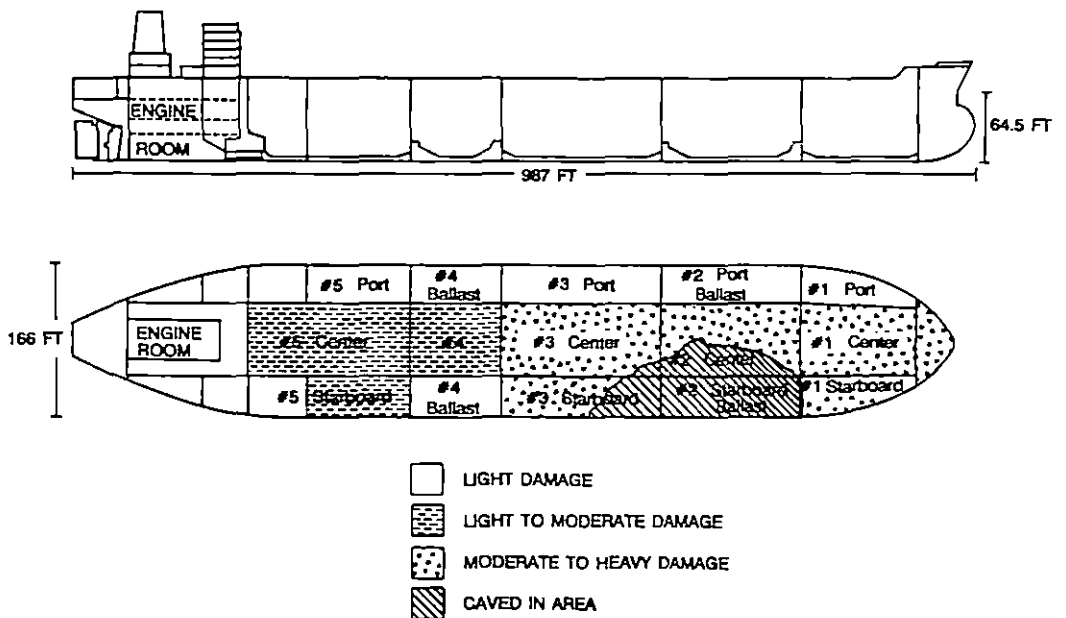 ENGINE
ROOM
64.5 FT
987 FT
#5 Port
#4
Ballast
#3 Port
#2 Port
Ballast
#1 Port
166 FT
ENGINE
ROOM
#5 Center
#4
#3 Center
#2 Center
#1 Center
#5 Starboard
#4
Ballast
#3 Starboard
#2 Starboard
Ballast
#1 Starboard
LIGHT DAMAGE
LIGHT TO MODERATE DAMAGE
MODERATE TO HEAVY DAMAGE
CAVED IN AREA